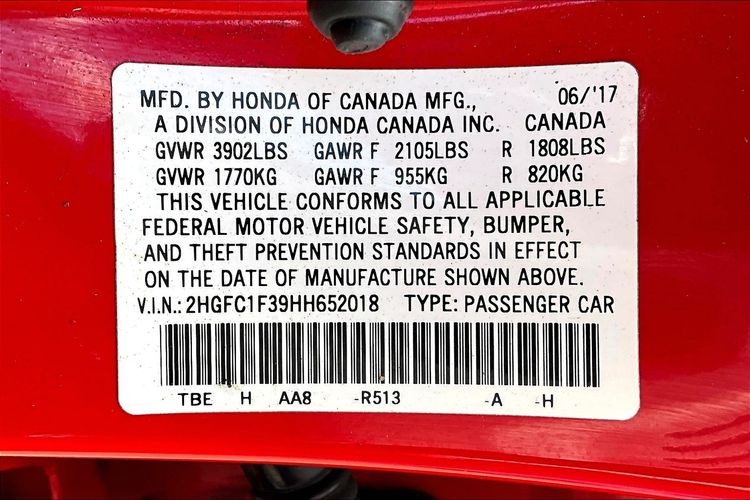 MFD. BY HONDA OF CANADA MFG., 06/'17
A DIVISION OF HONDA CANADA INC. CANADA
GVWR 3902LBS GAWR F 2105LBS R 1808LBS
GVWR 1770KG GAWR F 955KG R 820KG
THIS VEHICLE CONFORMS TO ALL APPLICABLE
FEDERAL MOTOR VEHICLE SAFETY, BUMPER,
AND THEFT PREVENTION STANDARDS IN EFFECT
ON THE DATE OF MANUFACTURE SHOWN ABOVE.
V.I.N.: 2HGFC1F39HH652018 TYPE: PASSENGER CAR
TBE H AA8 -R513 -A -H